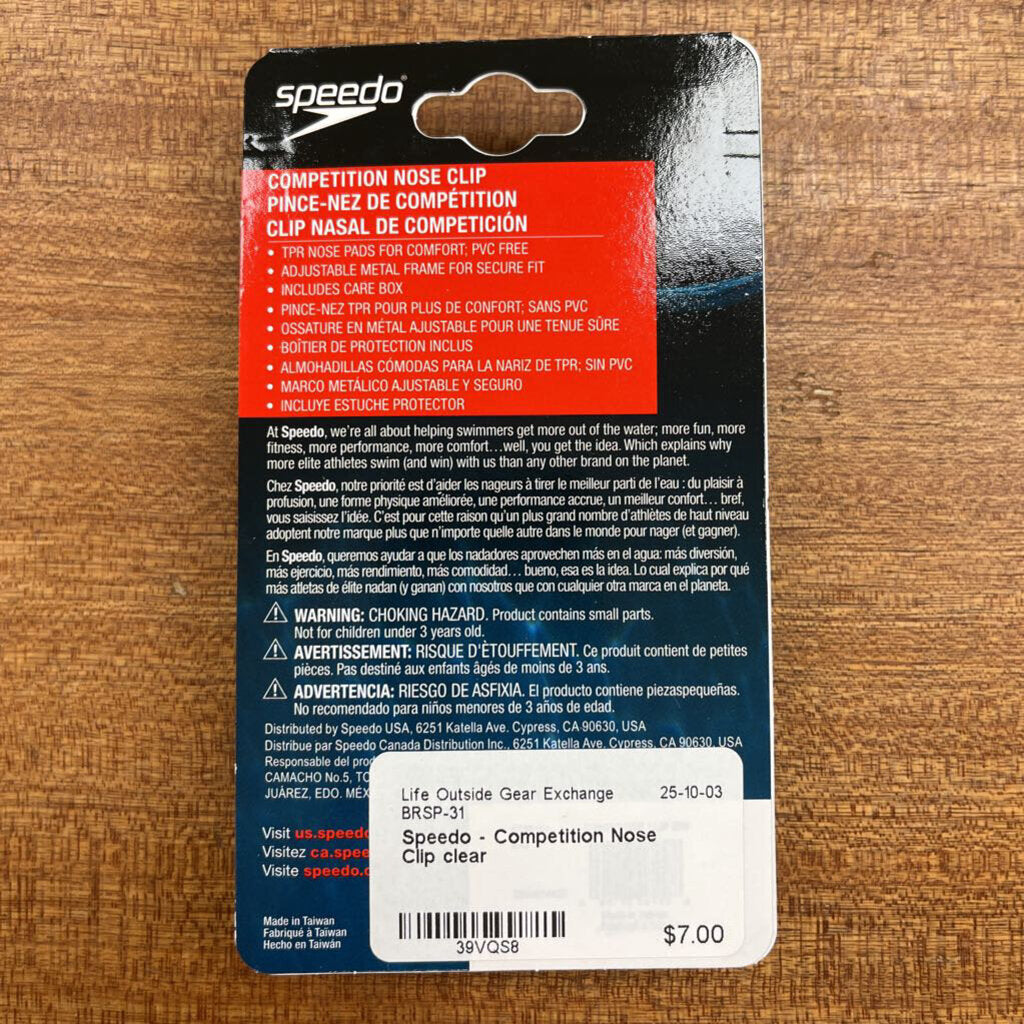 speedo
COMPETITION NOSE CLIP
PINCE-NEZ DE COMPÉTITION
CLIP NASAL DE COMPETICIÓN
• TPR NOSE PADS FOR COMFORT; PVC FREE
• ADJUSTABLE METAL FRAME FOR SECURE FIT
• INCLUDES CARE BOX
• PINCE-NEZ TPR POUR PLUS DE CONFORT; SANS PVC
• OSSATURE EN MÉTAL AJUSTABLE POUR UNE TENUE SÛRE
• BOÎTIER DE PROTECTION INCLUS
• ALMOHADILLAS CÓMODAS PARA LA NARIZ DE TPR; SIN PVC
• MARCO METÁLICO AJUSTABLE Y SEGURO
• INCLUYE ESTUCHE PROTECTOR
At Speedo, we're all about helping swimmers get more out of the water; more fun, more
fitness, more performance, more comfort…well, you get the idea. Which explains why
more elite athletes swim (and win) with us than any other brand on the planet.
Chez Speedo, notre priorité est d'aider les nageurs à tirer le meilleur parti de l'eau : du plaisir à
profusion, une forme physique améliorée, une performance accrue, un meilleur confort… bref,
vous saisissez l'idée. C'est pour cette raison qu'un plus grand nombre d'athlètes de haut niveau
adoptent notre marque plus que n'importe quelle autre dans le monde pour nager (et gagner).
En Speedo, queremos ayudar a que los nadadores aprovechen más en el agua: más diversión,
más ejercicio, más rendimiento, más comodidad… bueno, esa es la idea. Lo cual explica por qué
más atletas de élite nadan (y ganan) con nosotros que con cualquier otra marca en el planeta.
WARNING: CHOKING HAZARD. Product contains small parts.
Not for children under 3 years old.
AVERTISSEMENT: RISQUE D'ÈTOUFFEMENT. Ce produit contient de petites
pièces. Pas destiné aux enfants âgés de moins de 3 ans.
ADVERTENCIA: RIESGO DE ASFIXIA. El producto contiene piezaspequeñas.
No recomendado para niños menores de 3 años de edad.
Distributed by Speedo USA, 6251 Katella Ave. Cypress, CA 90630, USA
Distribue par Speedo Canada Distribution Inc., 6251 Katella Ave. Cypress, CA 90630, USA
Responsable del prod
CAMACHO No.5, TO
JUÁREZ, EDO. MÉX
Visit us.speedo
Visitez ca.spee
Visite speedo.c
Made in Taiwan
Fabriqué à Taïwan
Hecho en Taiwán
Life Outside Gear Exchange 25-10-03
BRSP-31
Speedo - Competition Nose
Clip clear
39VQS8
$7.00